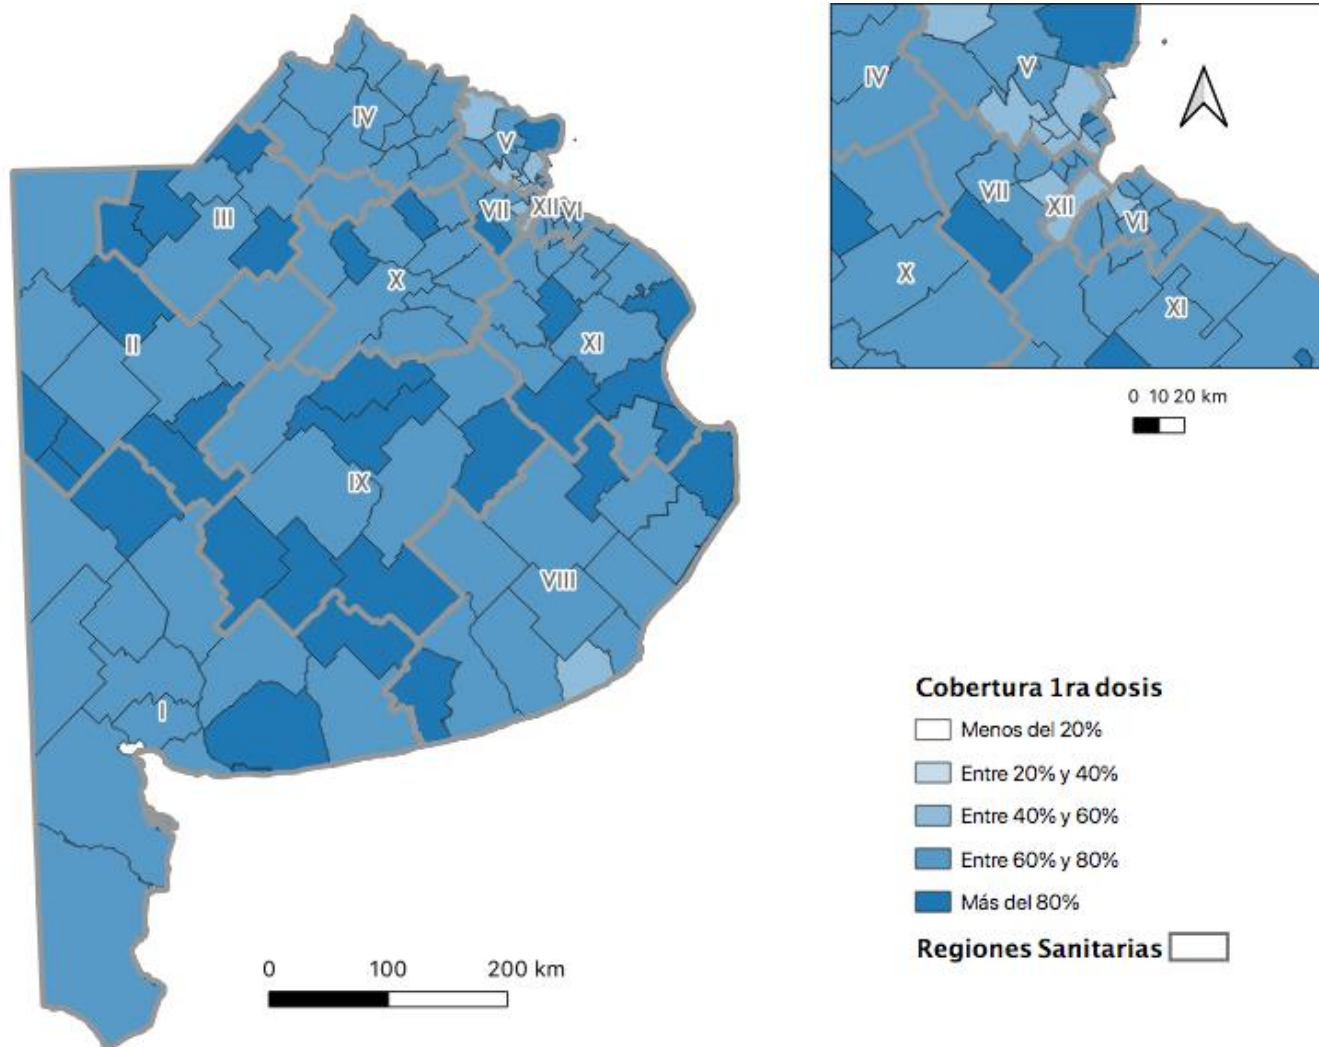 IV
V
III
VII
XII
VI
X
II
XI
IX
VIII
I
0 100 200 km
IV
V
VII
XII
VI
X
XI
0 10 20 km
Cobertura 1ra dosis
Menos del 20%
Entre 20% y 40%
Entre 40% y 60%
Entre 60% y 80%
Más del 80%
Regiones Sanitarias